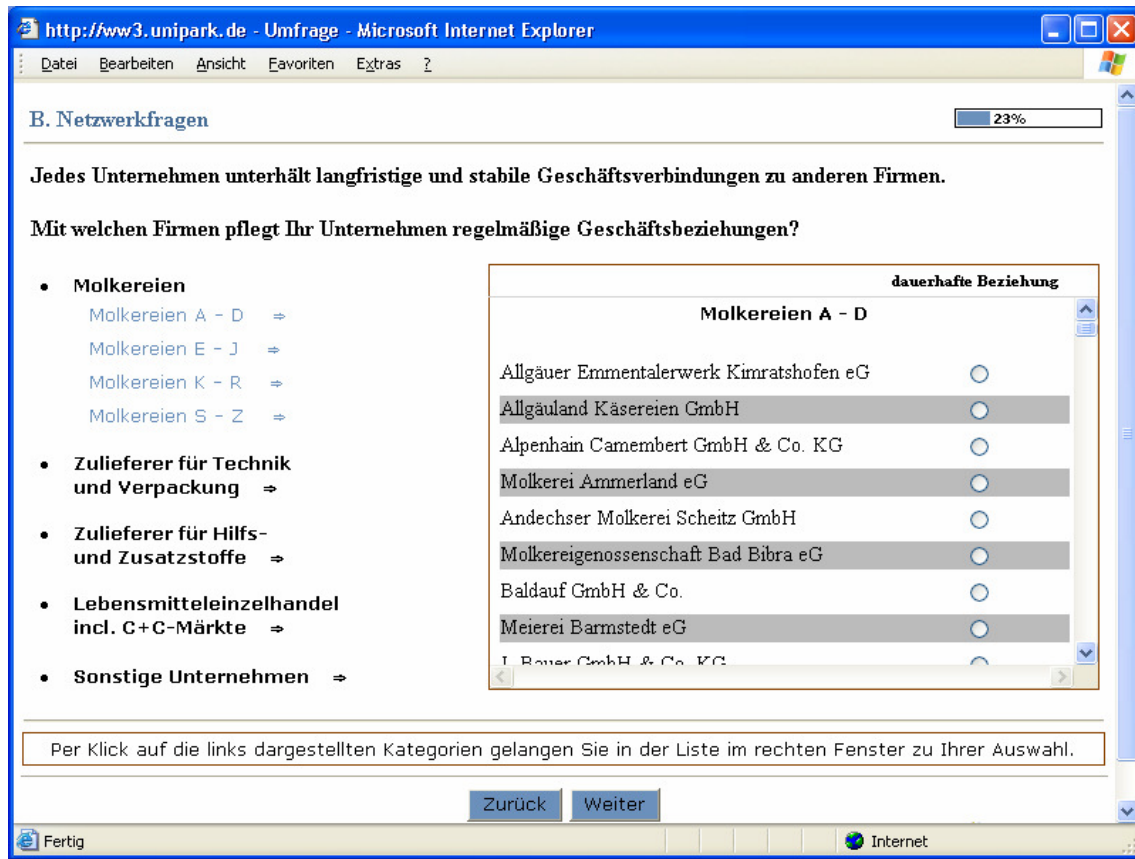 http://ww3.unipark.de - Umfrage - Microsoft Internet Explorer
Datei Bearbeiten Ansicht Favoriten Extras ?
B. Netzwerkfragen
23%
Jedes Unternehmen unterhält langfristige und stabile Geschäftsverbindungen zu anderen Firmen.
Mit welchen Firmen pflegt Ihr Unternehmen regelmäßige Geschäftsbeziehungen?
• Molkereien
Molkereien A - D ⇒
Molkereien E - J ⇒
Molkereien K - R ⇒
Molkereien S - Z ⇒
• Zulieferer für Technik
und Verpackung ⇒
• Zulieferer für Hilfs-
und Zusatzstoffe ⇒
• Lebensmitteleinzelhandel
incl. C+C-Märkte ⇒
• Sonstige Unternehmen ⇒
dauerhafte Beziehung
Molkereien A - D
Allgäuer Emmentalerwerk Kimratshofen eG
Allgäuland Käsereien GmbH
Alpenhain Camembert GmbH & Co. KG
Molkerei Ammerland eG
Andechser Molkerei Scheitz GmbH
Molkereigenossenschaft Bad Bibra eG
Baldauf GmbH & Co.
Meierei Barmstedt eG
J. Bauer GmbH & Co. KG
Per Klick auf die links dargestellten Kategorien gelangen Sie in der Liste im rechten Fenster zu Ihrer Auswahl.
Zurück Weiter
Fertig Internet